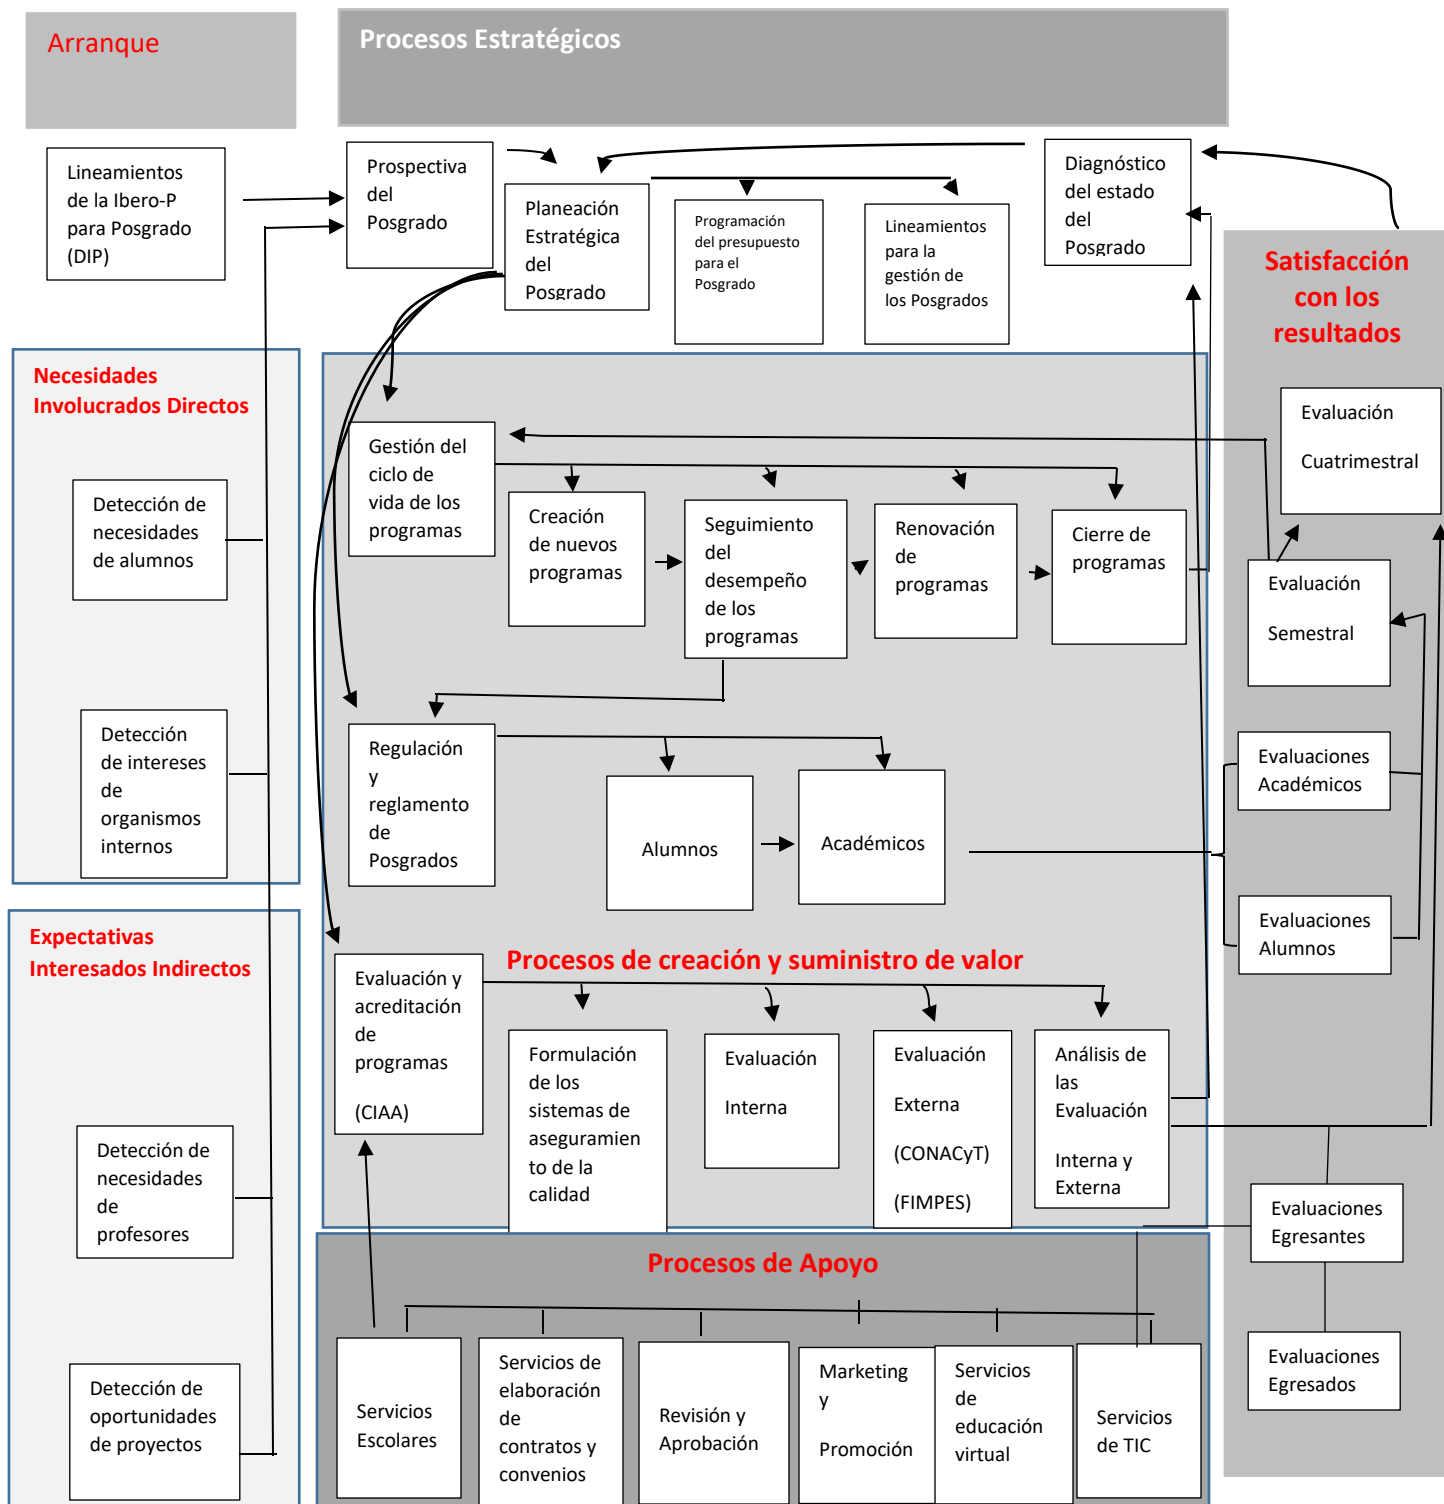 Arranque
Procesos Estratégicos
Lineamientos
de la Ibero-P
para Posgrado
(DIP)
Prospectiva
del
Posgrado
Planeación
Estratégica
del
Posgrado
Programación
del presupuesto
para el
Posgrado
Lineamientos
para la
gestión de
los Posgrados
Diagnóstico
del estado
del
Posgrado
Satisfacción
con los
resultados
Necesidades
Involucrados Directos
Detección de
necesidades
de alumnos
Detección
de intereses
de
organismos
internos
Expectativas
Interesados Indirectos
Detección de
necesidades
de
profesores
Detección de
oportunidades
de proyectos
Gestión del
ciclo de
vida de los
programas
Creación
de nuevos
programas
Seguimiento
del
desempeño
de los
programas
Renovación
de
programas
Cierre de
programas
Regulación
y
reglamento
de
Posgrados
Alumnos
Académicos
Procesos de creación y suministro de valor
Evaluación y
acreditación
de
programas
(CIAA)
Formulación
de los
sistemas de
aseguramien
to de la
calidad
Evaluación
Interna
Evaluación
Externa
(CONACyT)
(FIMPES)
Análisis de
las
Evaluación
Interna y
Externa
Evaluación
Cuatrimestral
Evaluación
Semestral
Evaluaciones
Académicos
Evaluaciones
Alumnos
Evaluaciones
Egresantes
Evaluaciones
Egresados
Procesos de Apoyo
Servicios
Escolares
Servicios de
elaboración
de
contratos y
convenios
Revisión y
Aprobación
Marketing
y
Promoción
Servicios
de
educación
virtual
Servicios
de TIC